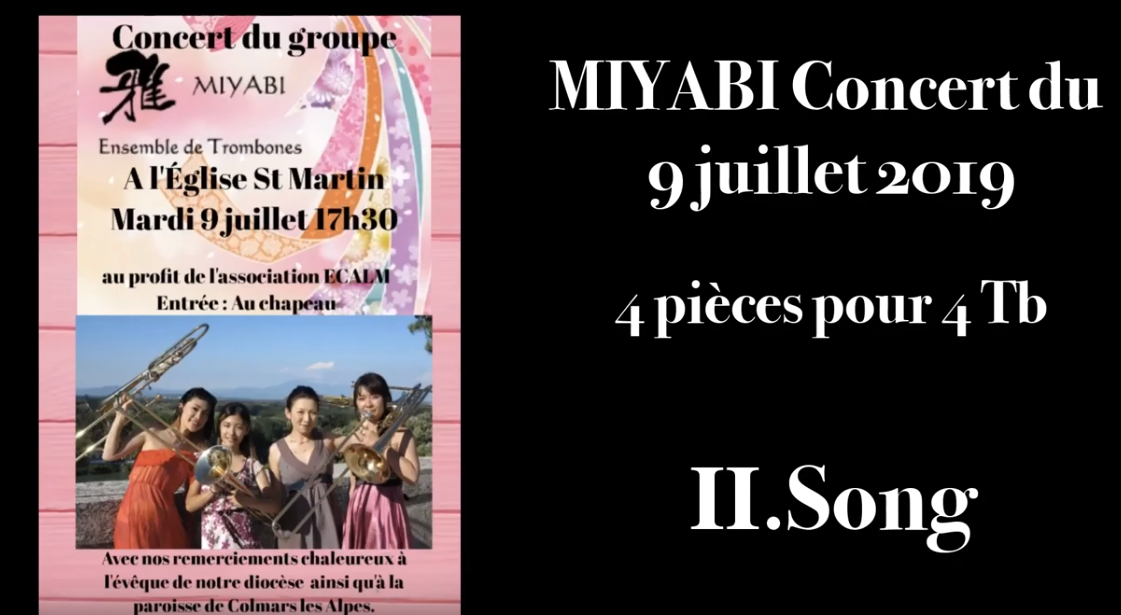 Concert du groupe
雅 MIYABI
Ensemble de Trombones
A l'Église St Martin
Mardi 9 juillet 17h30
au profit de l'association ECALM
Entrée : Au chapeau
Avec nos remerciements chaleureux à
l'évêque de notre diocèse ainsi qu'à la
paroisse de Colmars les Alpes.
MIYABI Concert du
9 juillet 2019
4 pièces pour 4 Tb
II.Song